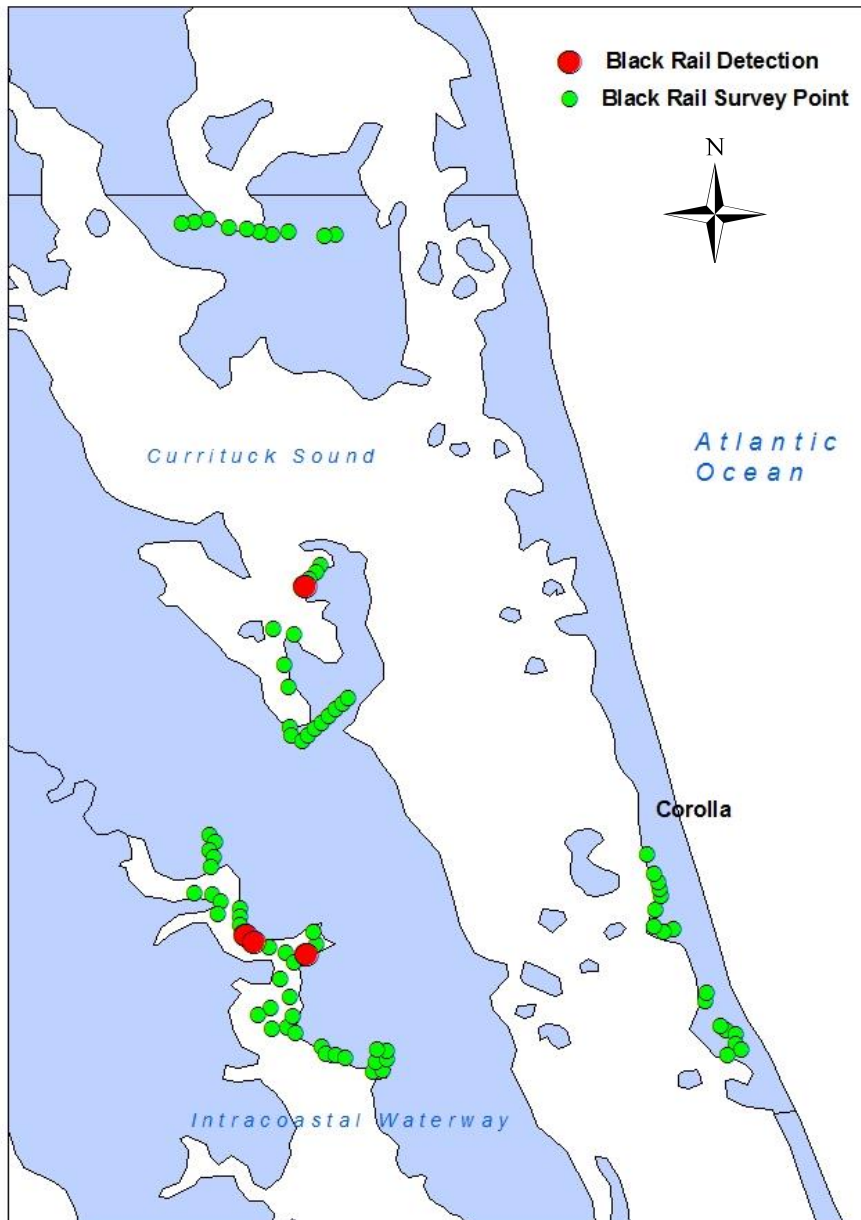 Black Rail Detection
Black Rail Survey Point
N
Currituck Sound
Atlantic
Ocean
Corolla
Intracoastal Waterway